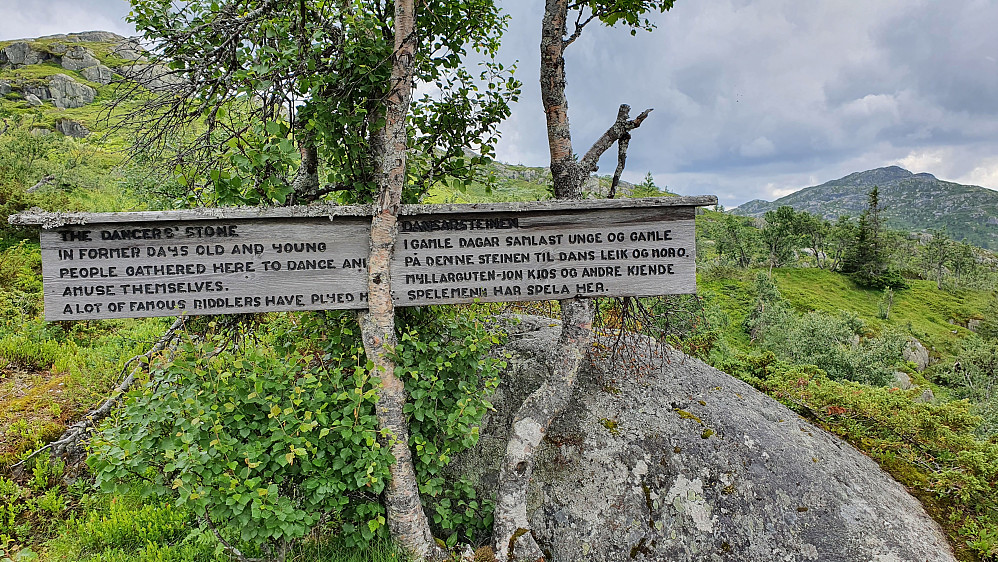 THE DANCERS' STONE
IN FORMER DAYS OLD AND YOUNG
PEOPLE GATHERED HERE TO DANCE AN
AMUSE THEMSELVES.
A LOT OF FAMOUS FIDDLERS HAVE PLYED H
DANSARSTEINEN
I GAMLE DAGAR SAMLAST UNGE OG GAMLE
PÅ DENNE STEINEN TIL DANS LEIK OG MORO.
MYLLARGUTEN-JON KJOS OG ANDRE KJENDE
SPELEMENN HAR SPELA HER.